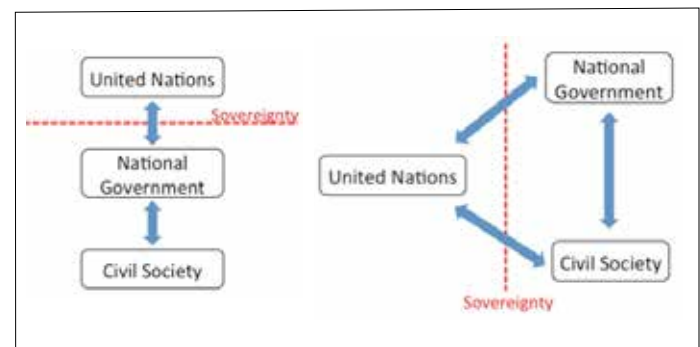 United Nations
Sovereignty
National
Government
Civil Society
National
Government
United Nations
Civil Society
Sovereignty